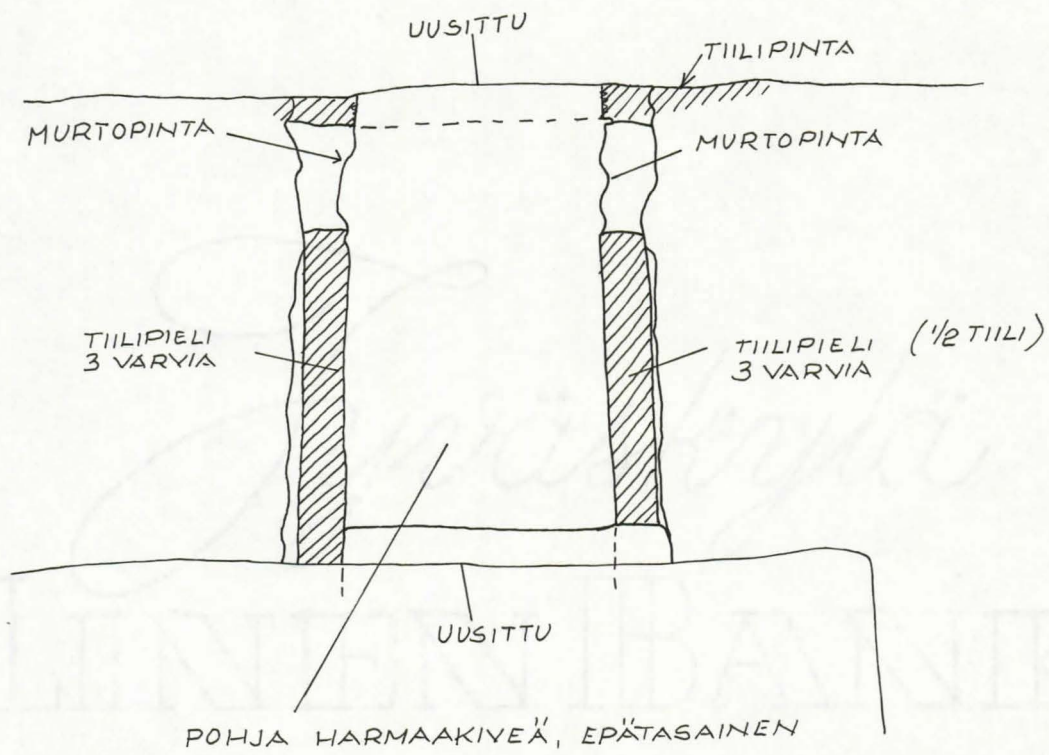 UUSITTU
TIILIPINTA
MURTOPINTA
MURTOPINTA
TIILIPIELI
3 VARVIA
TIILIPIELI (1/2 TIILI)
3 VARVIA
UUSITTU
POHJA HARMAAKIVEÄ, EPÄTASAINEN